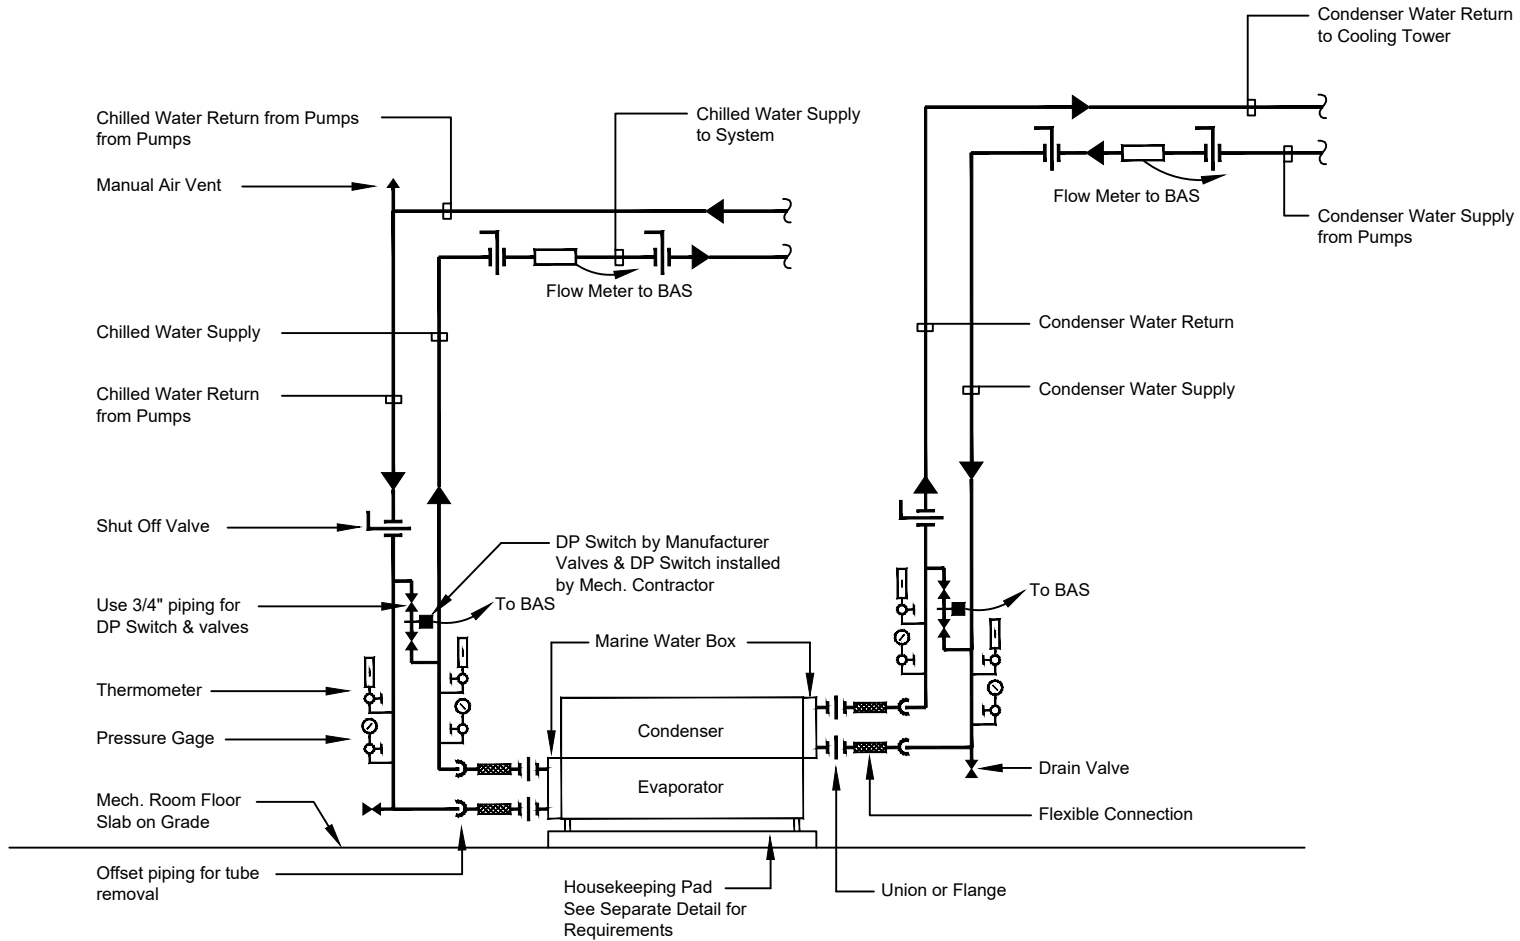 Condenser Water Return
to Cooling Tower
Chilled Water Return from Pumps
from Pumps
Chilled Water Supply
to System
Manual Air Vent
Flow Meter to BAS
Condenser Water Supply
from Pumps
Flow Meter to BAS
Chilled Water Supply
Condenser Water Return
Chilled Water Return
from Pumps
Condenser Water Supply
Shut Off Valve
DP Switch by Manufacturer
Valves & DP Switch installed
by Mech. Contractor
Use 3/4" piping for
DP Switch & valves
To BAS
To BAS
Marine Water Box
Thermometer
Pressure Gage
Condenser
Evaporator
Drain Valve
Mech. Room Floor
Slab on Grade
Flexible Connection
Offset piping for tube
removal
Housekeeping Pad
See Separate Detail for
Requirements
Union or Flange